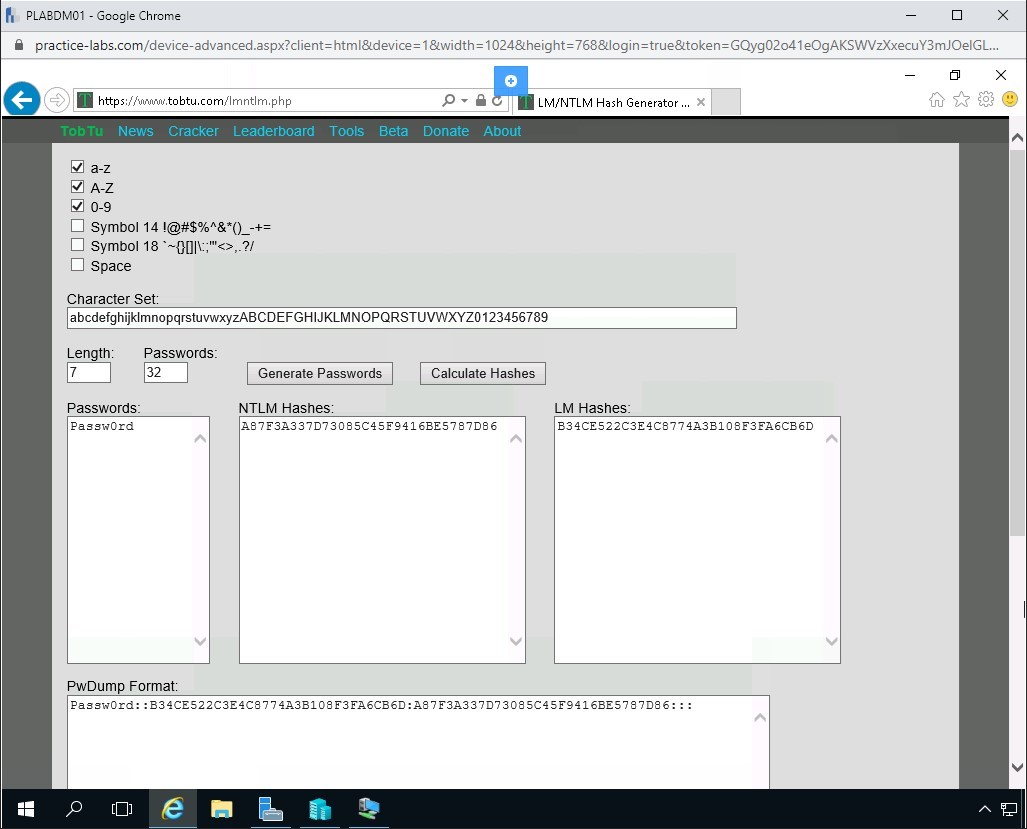 PLABDM01 - Google Chrome
practice-labs.com/device-advanced.aspx?client=html&device=1&width=1024&height=768&login=true&token=GQyg02o41eOgAKSWVzXxecuY3mJOelGL...
https://www.tobtu.com/lmntlm.php
LM/NTLM Hash Generator ...
TobTu News Cracker Leaderboard Tools Beta Donate About
a-z
A-Z
0-9
Symbol 14 !@#$%^&*()_-+=
Symbol 18 `~{}[]|\:;"'<>,.?/
Space
Character Set:
abcdefghijklmnopqrstuvwxyzABCDEFGHIJKLMNOPQRSTUVWXYZ0123456789
Length: Passwords:
7 32 Generate Passwords Calculate Hashes
Passwords: NTLM Hashes: LM Hashes:
Passw0rd A87F3A337D73085C45F9416BE5787D86 B34CE522C3E4C8774A3B108F3FA6CB6D
PwDump Format:
Passw0rd::B34CE522C3E4C8774A3B108F3FA6CB6D:A87F3A337D73085C45F9416BE5787D86:::